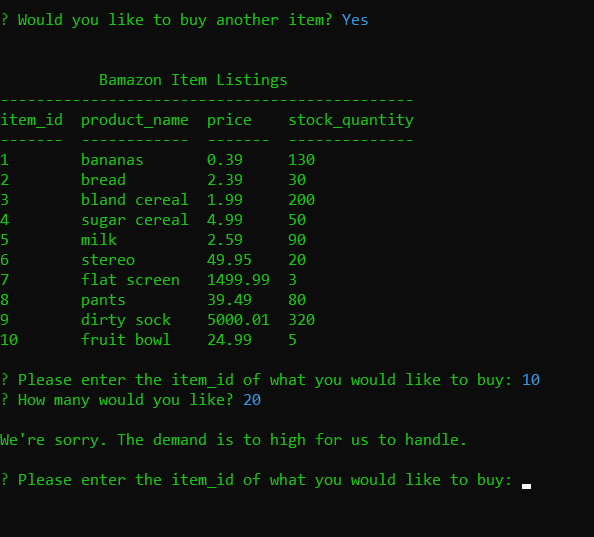 ? Would you like to buy another item? Yes
Bamazon Item Listings
----------------------------------------------
item_id  product_name  price    stock_quantity
-------  ------------  -------  --------------
1        bananas       0.39     130
2        bread         2.39     30
3        bland cereal  1.99     200
4        sugar cereal  4.99     50
5        milk          2.59     90
6        stereo        49.95    20
7        flat screen   1499.99  3
8        pants         39.49    80
9        dirty sock    5000.01  320
10       fruit bowl    24.99    5
? Please enter the item_id of what you would like to buy: 10
? How many would you like? 20
We're sorry. The demand is to high for us to handle.
? Please enter the item_id of what you would like to buy: